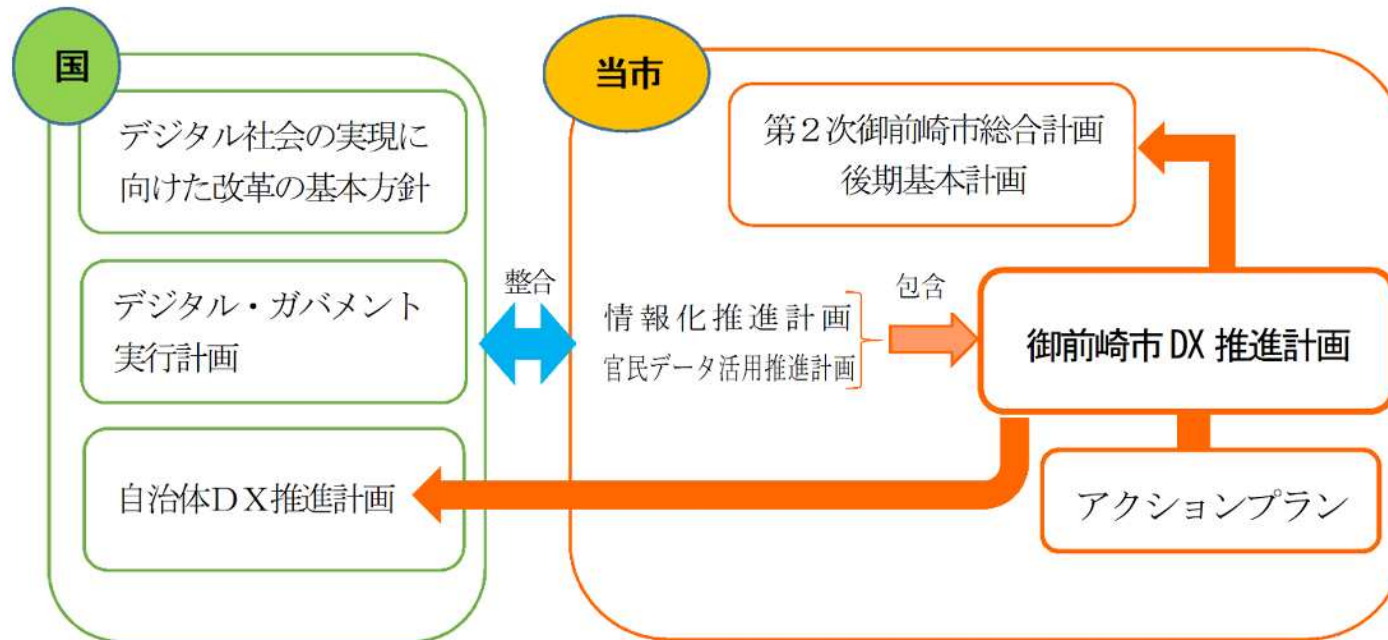 国
デジタル社会の実現に
向けた改革の基本方針
デジタル・ガバメント
実行計画
自治体ＤＸ推進計画
整合
当市
第２次御前崎市総合計画
後期基本計画
情報化推進計画
官民データ活用推進計画
包含
御前崎市 DX 推進計画
アクションプラン